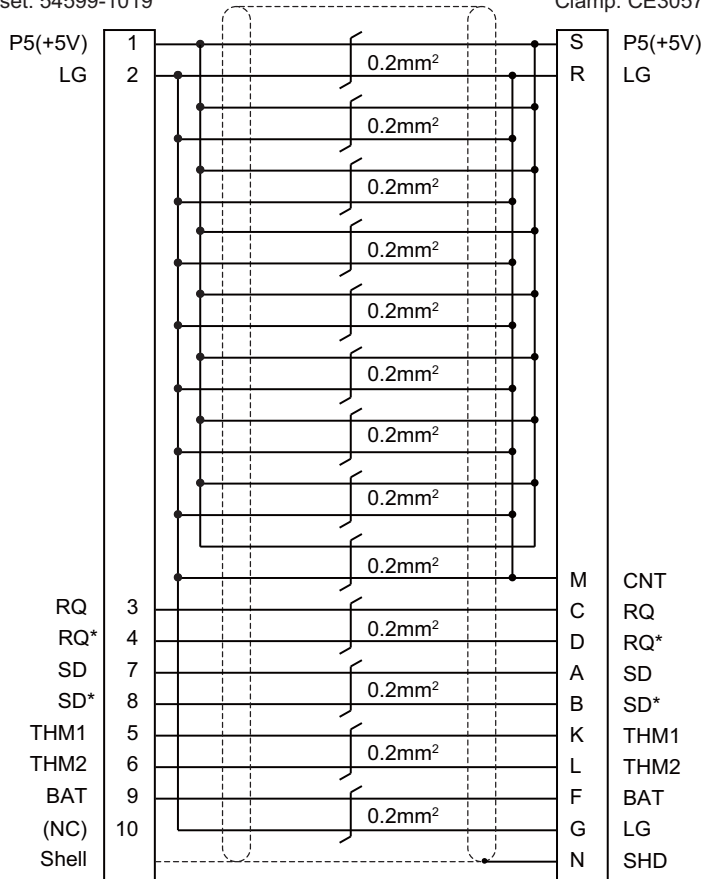 set: 54599-1019 Clamp: CE3057
P5(+5V) 1 S P5(+5V)
0.2mm²
LG 2 R LG
0.2mm²
0.2mm²
0.2mm²
0.2mm²
0.2mm²
0.2mm²
0.2mm²
0.2mm²
M CNT
RQ 3 C RQ
0.2mm²
RQ* 4 D RQ*
SD 7 A SD
0.2mm²
SD* 8 B SD*
THM1 5 K THM1
0.2mm²
THM2 6 L THM2
BAT 9 F BAT
0.2mm²
(NC) 10 G LG
Shell N SHD